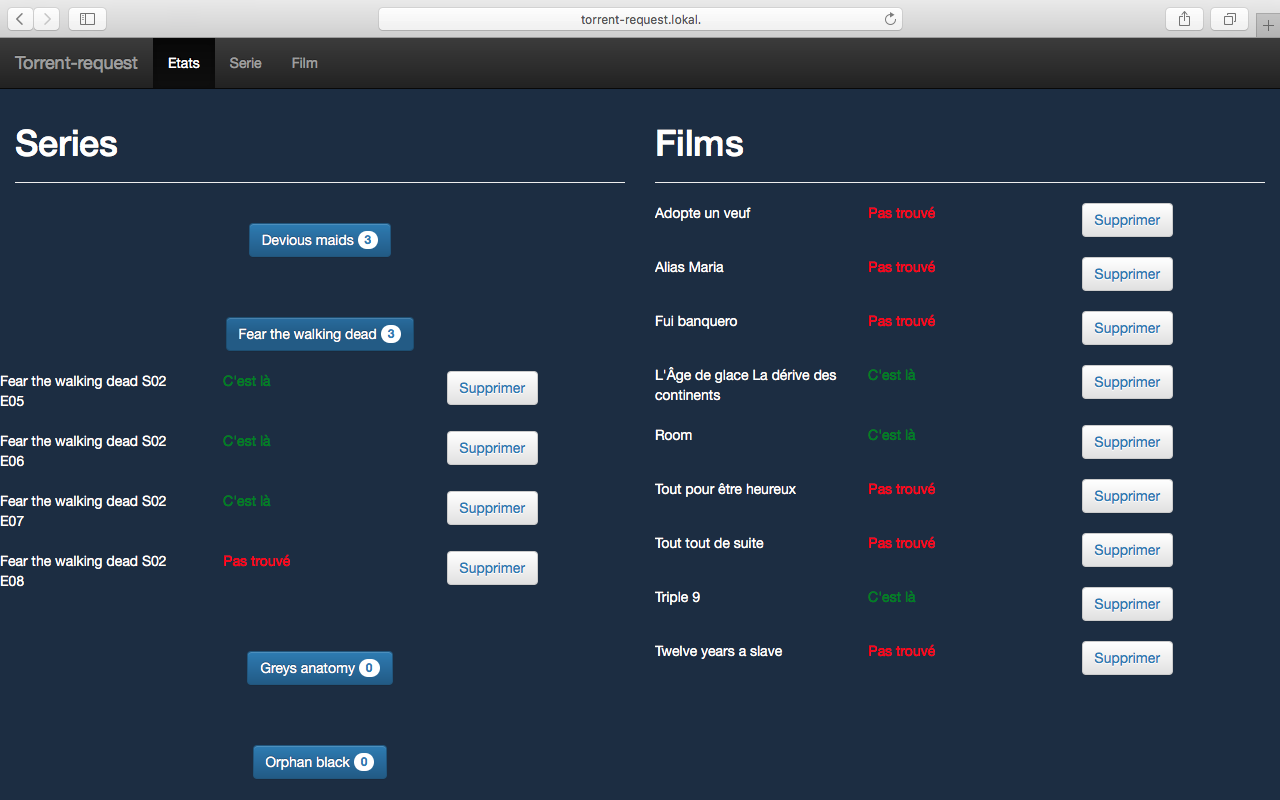 torrent-request.lokal.
Torrent-request Etats Serie Film
Series
Devious maids 3
Fear the walking dead 3
Fear the walking dead S02 C'est là Supprimer
E05
Fear the walking dead S02 C'est là Supprimer
E06
Fear the walking dead S02 C'est là Supprimer
E07
Fear the walking dead S02 Pas trouvé Supprimer
E08
Greys anatomy 0
Orphan black 0
Films
Adopte un veuf Pas trouvé Supprimer
Alias Maria Pas trouvé Supprimer
Fui banquero Pas trouvé Supprimer
L'Âge de glace La dérive des C'est là Supprimer
continents
Room C'est là Supprimer
Tout pour être heureux Pas trouvé Supprimer
Tout tout de suite Pas trouvé Supprimer
Triple 9 C'est là Supprimer
Twelve years a slave Pas trouvé Supprimer